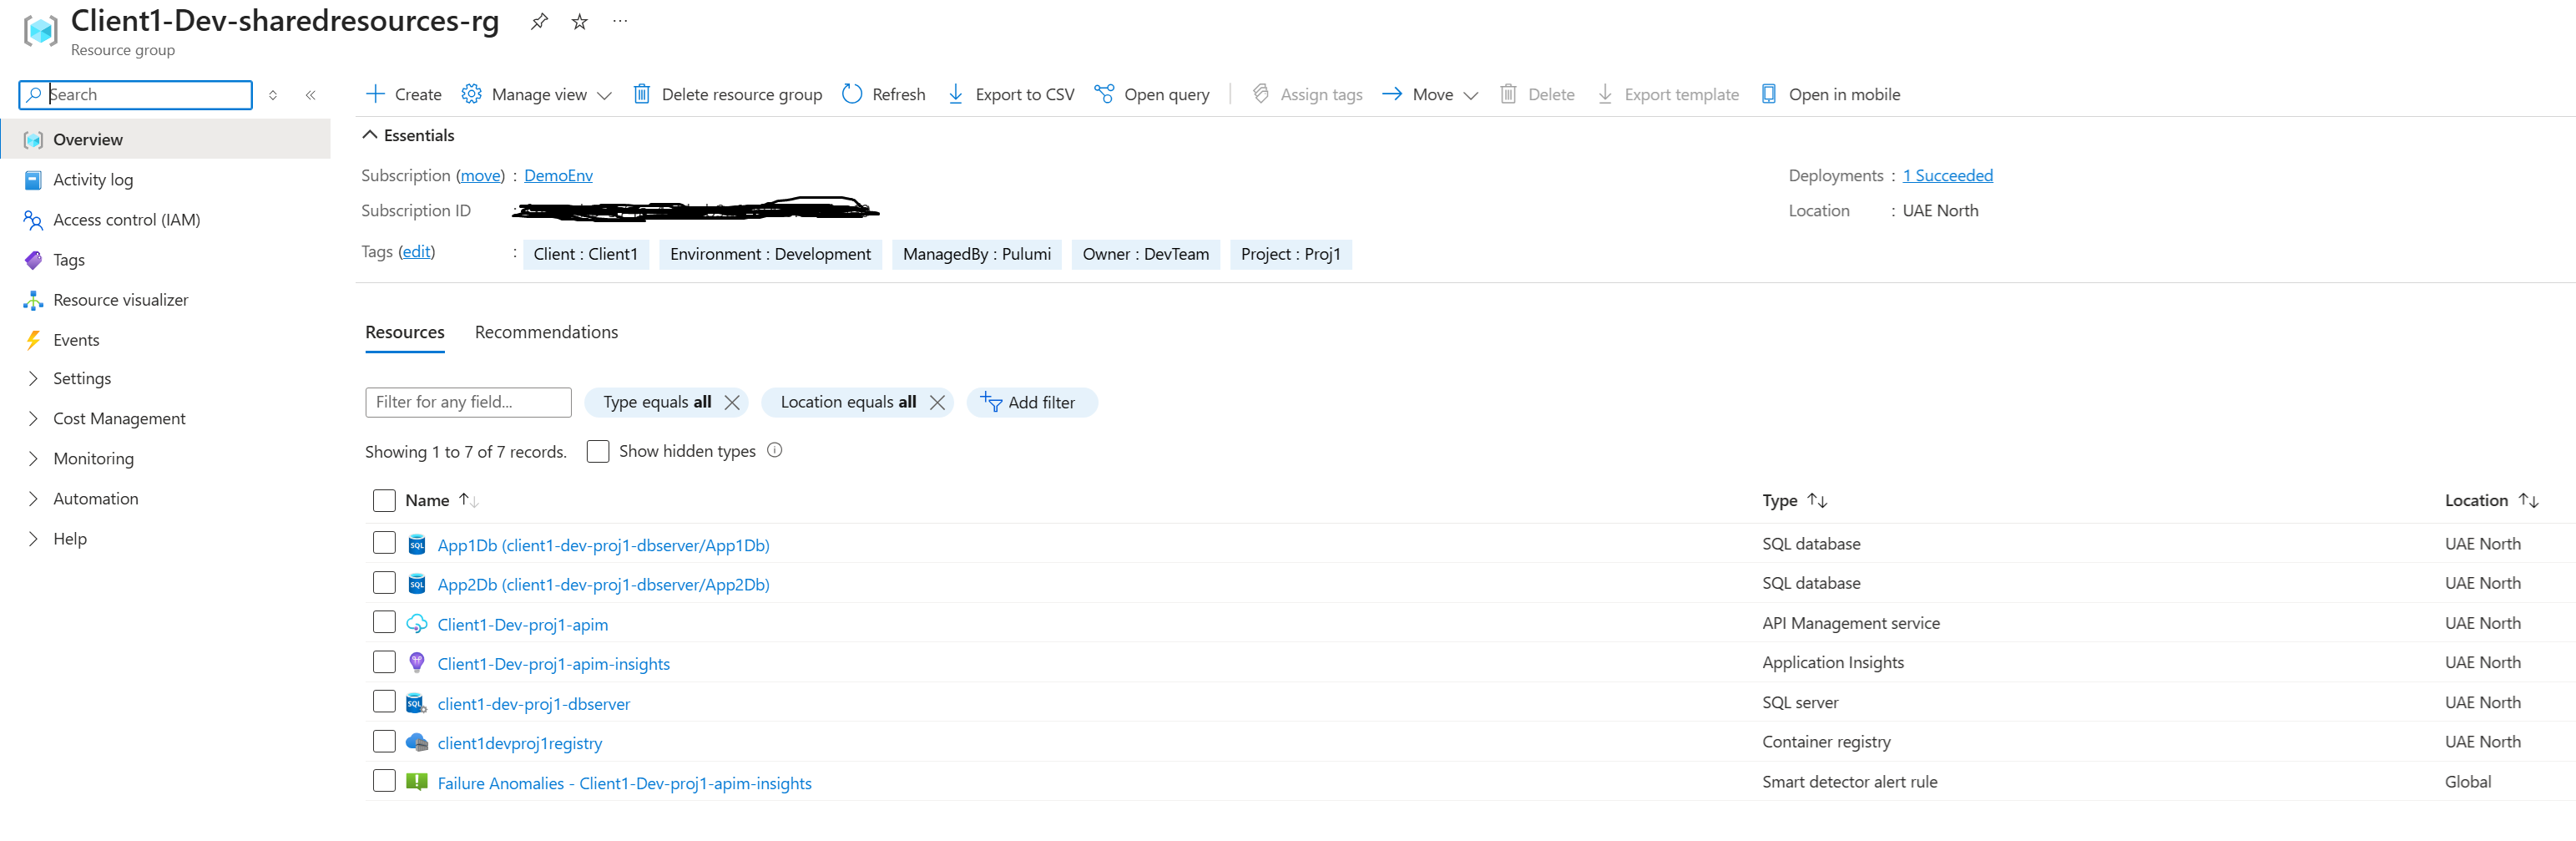 Client1-Dev-sharedresources-rg
Resource group
Search
Create Manage view Delete resource group Refresh Export to CSV Open query Assign tags Move Delete Export template Open in mobile
Overview
Activity log
Access control (IAM)
Tags
Resource visualizer
Events
Settings
Cost Management
Monitoring
Automation
Help
Essentials
Subscription (move) : DemoEnv
Deployments : 1 Succeeded
Subscription ID :
Location : UAE North
Tags (edit) : Client : Client1 Environment : Development ManagedBy : Pulumi Owner : DevTeam Project : Proj1
Resources Recommendations
Filter for any field... Type equals all Location equals all Add filter
Showing 1 to 7 of 7 records. Show hidden types
Name Type Location
App1Db (client1-dev-proj1-dbserver/App1Db) SQL database UAE North
App2Db (client1-dev-proj1-dbserver/App2Db) SQL database UAE North
Client1-Dev-proj1-apim API Management service UAE North
Client1-Dev-proj1-apim-insights Application Insights UAE North
client1-dev-proj1-dbserver SQL server UAE North
client1devproj1registry Container registry UAE North
Failure Anomalies - Client1-Dev-proj1-apim-insights Smart detector alert rule Global